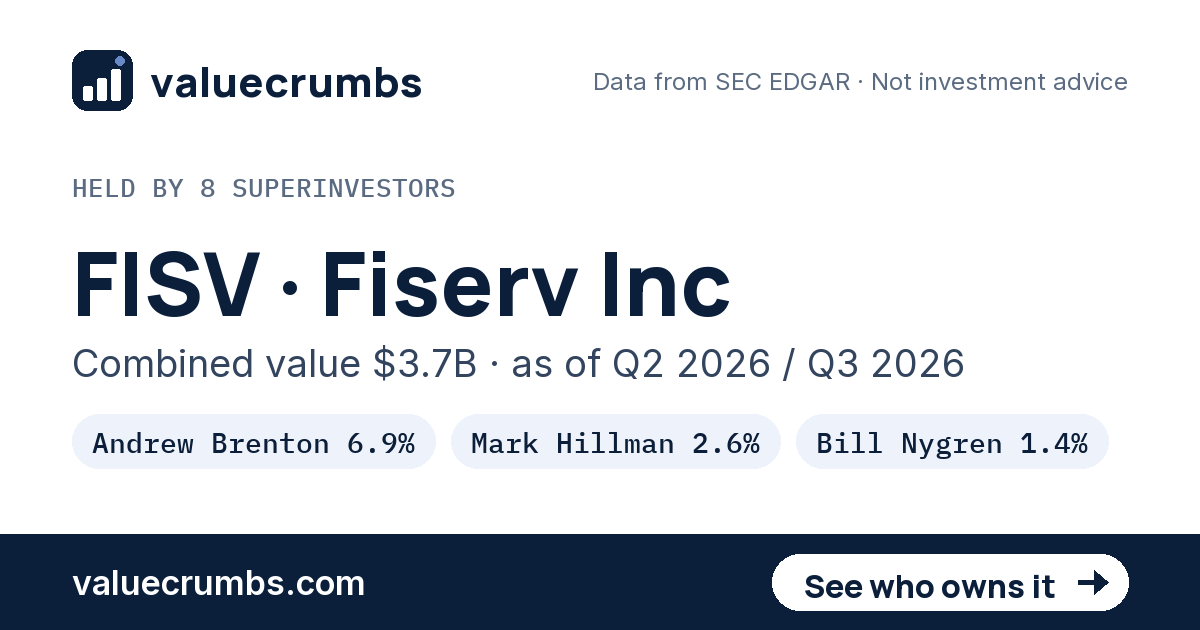 valuecrumbs
Data from SEC EDGAR · Not investment advice
HELD BY 8 SUPERINVESTORS
FISV · Fiserv Inc
Combined value $3.7B · as of Q2 2026 / Q3 2026
Andrew Brenton 6.9% Mark Hillman 2.6% Bill Nygren 1.4%
valuecrumbs.com
See who owns it →